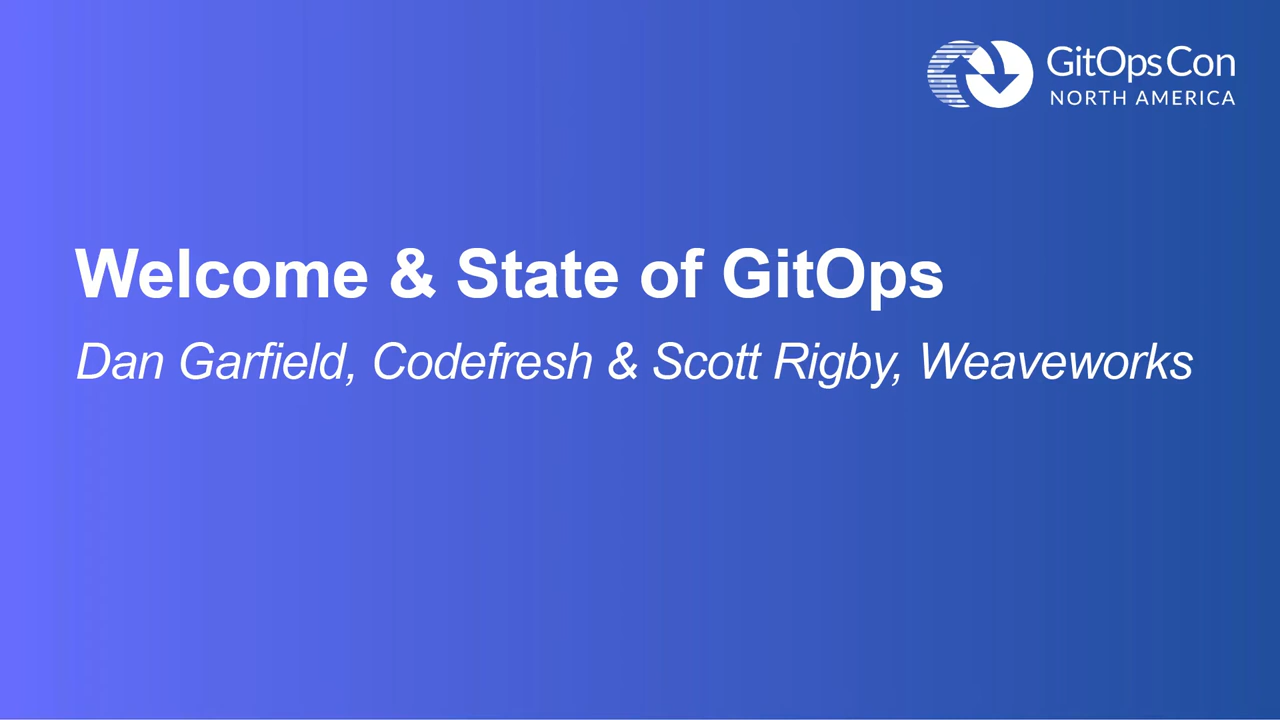 GitOpsCon
NORTH AMERICA
Welcome & State of GitOps
Dan Garfield, Codefresh & Scott Rigby, Weaveworks